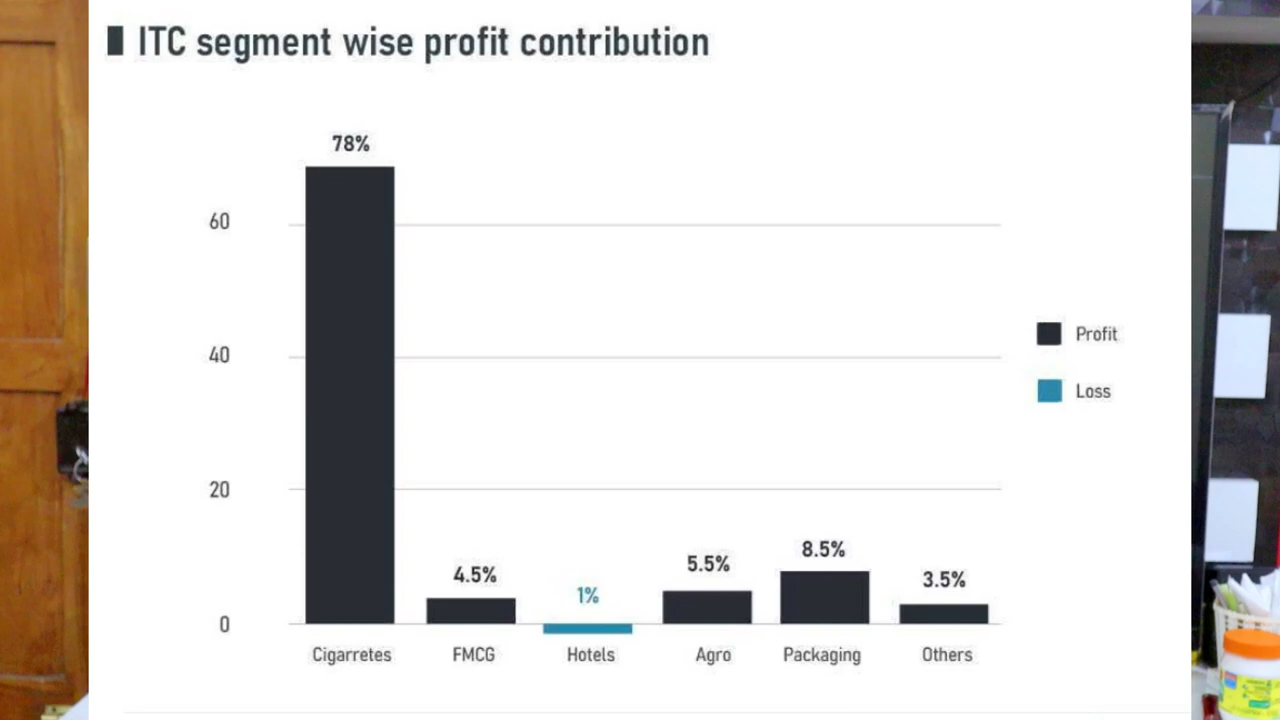 ITC segment wise profit contribution
78%
60
40
20
0
4.5%
1%
5.5%
8.5%
3.5%
Cigarretes
FMCG
Hotels
Agro
Packaging
Others
Profit
Loss